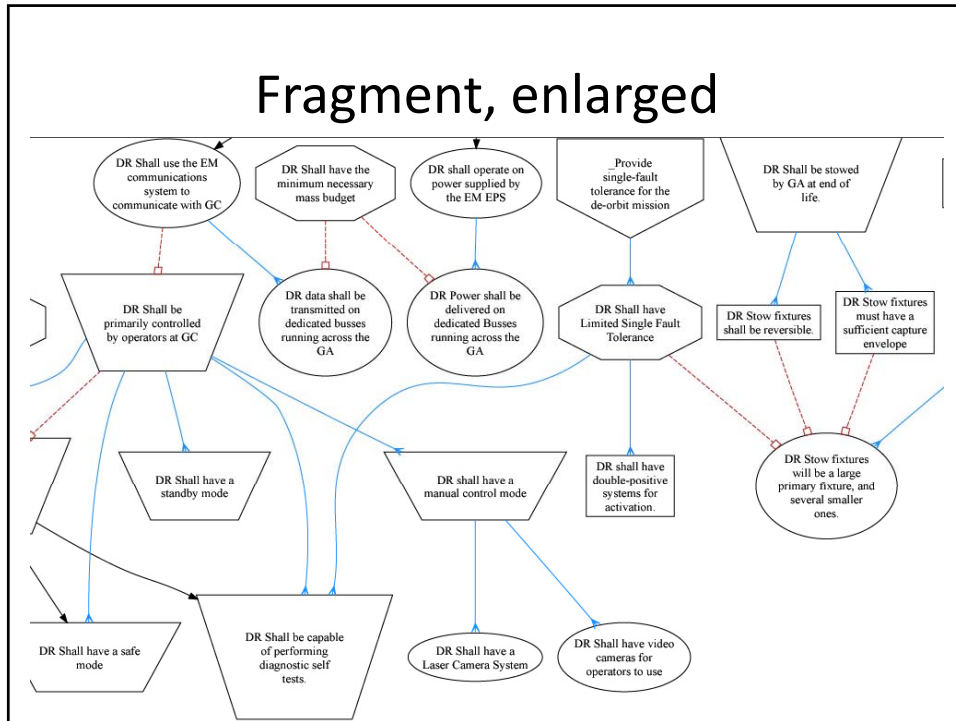 Fragment, enlarged
DR Shall use the EM
communications
system to
communicate with GC
DR Shall have the
minimum necessary
mass budget
DR shall operate on
power supplied by
the EM EPS
_Provide
single-fault
tolerance for the
de-orbit mission
DR Shall be stowed
by GA at end of
life.
DR Shall be
primarily controlled
by operators at GC
DR data shall be
transmitted on
dedicated busses
running across the
GA
DR Power shall be
delivered on
dedicated Busses
running across the
GA
DR Shall have
Limited Single Fault
Tolerance
DR Stow fixtures
shall be reversible.
DR Stow fixtures
must have a
sufficient capture
envelope
DR Shall have a
standby mode
DR shall have a
manual control mode
DR shall have
double-positive
systems for
activation.
DR Stow fixtures
will be a large
primary fixture, and
several smaller
ones.
DR Shall have a safe
mode
DR Shall be capable
of performing
diagnostic self
tests.
DR Shall have a
Laser Camera System
DR Shall have video
cameras for
operators to use